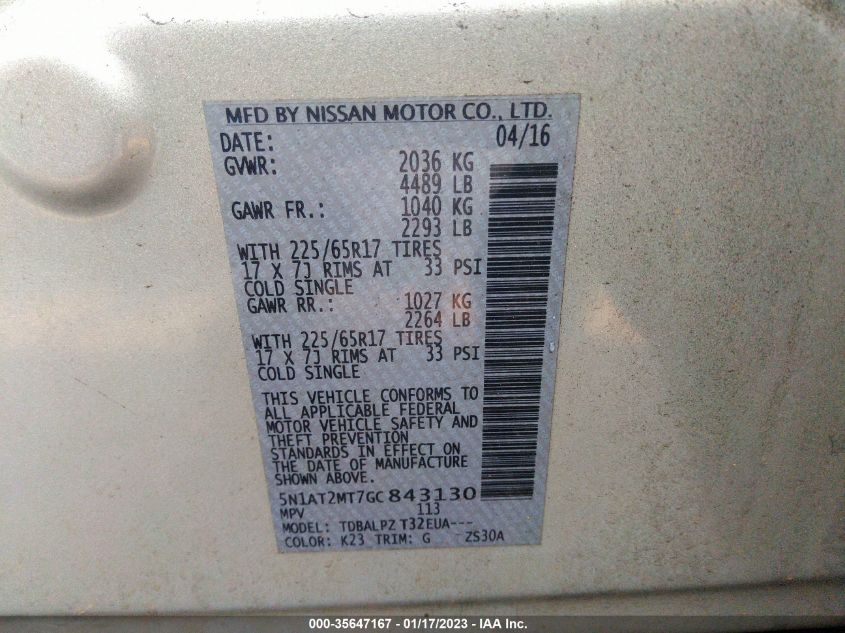 MFD BY NISSAN MOTOR CO., LTD.
DATE: 04/16
GVWR: 2036 KG
4489 LB
GAWR FR.: 1040 KG
2293 LB
WITH 225/65R17 TIRES
17 X 7J RIMS AT 33 PSI
COLD SINGLE
GAWR RR.: 1027 KG
2264 LB
WITH 225/65R17 TIRES
17 X 7J RIMS AT 33 PSI
COLD SINGLE
THIS VEHICLE CONFORMS TO
ALL APPLICABLE FEDERAL
MOTOR VEHICLE SAFETY AND
THEFT PREVENTION
STANDARDS IN EFFECT ON
THE DATE OF MANUFACTURE
SHOWN ABOVE.
5N1AT2MT7GC843130
MPV 113
MODEL: TDBALPZ T32EUA---
COLOR: K23 TRIM: G ZS30A
000-35647167 - 01/17/2023 - IAA Inc.